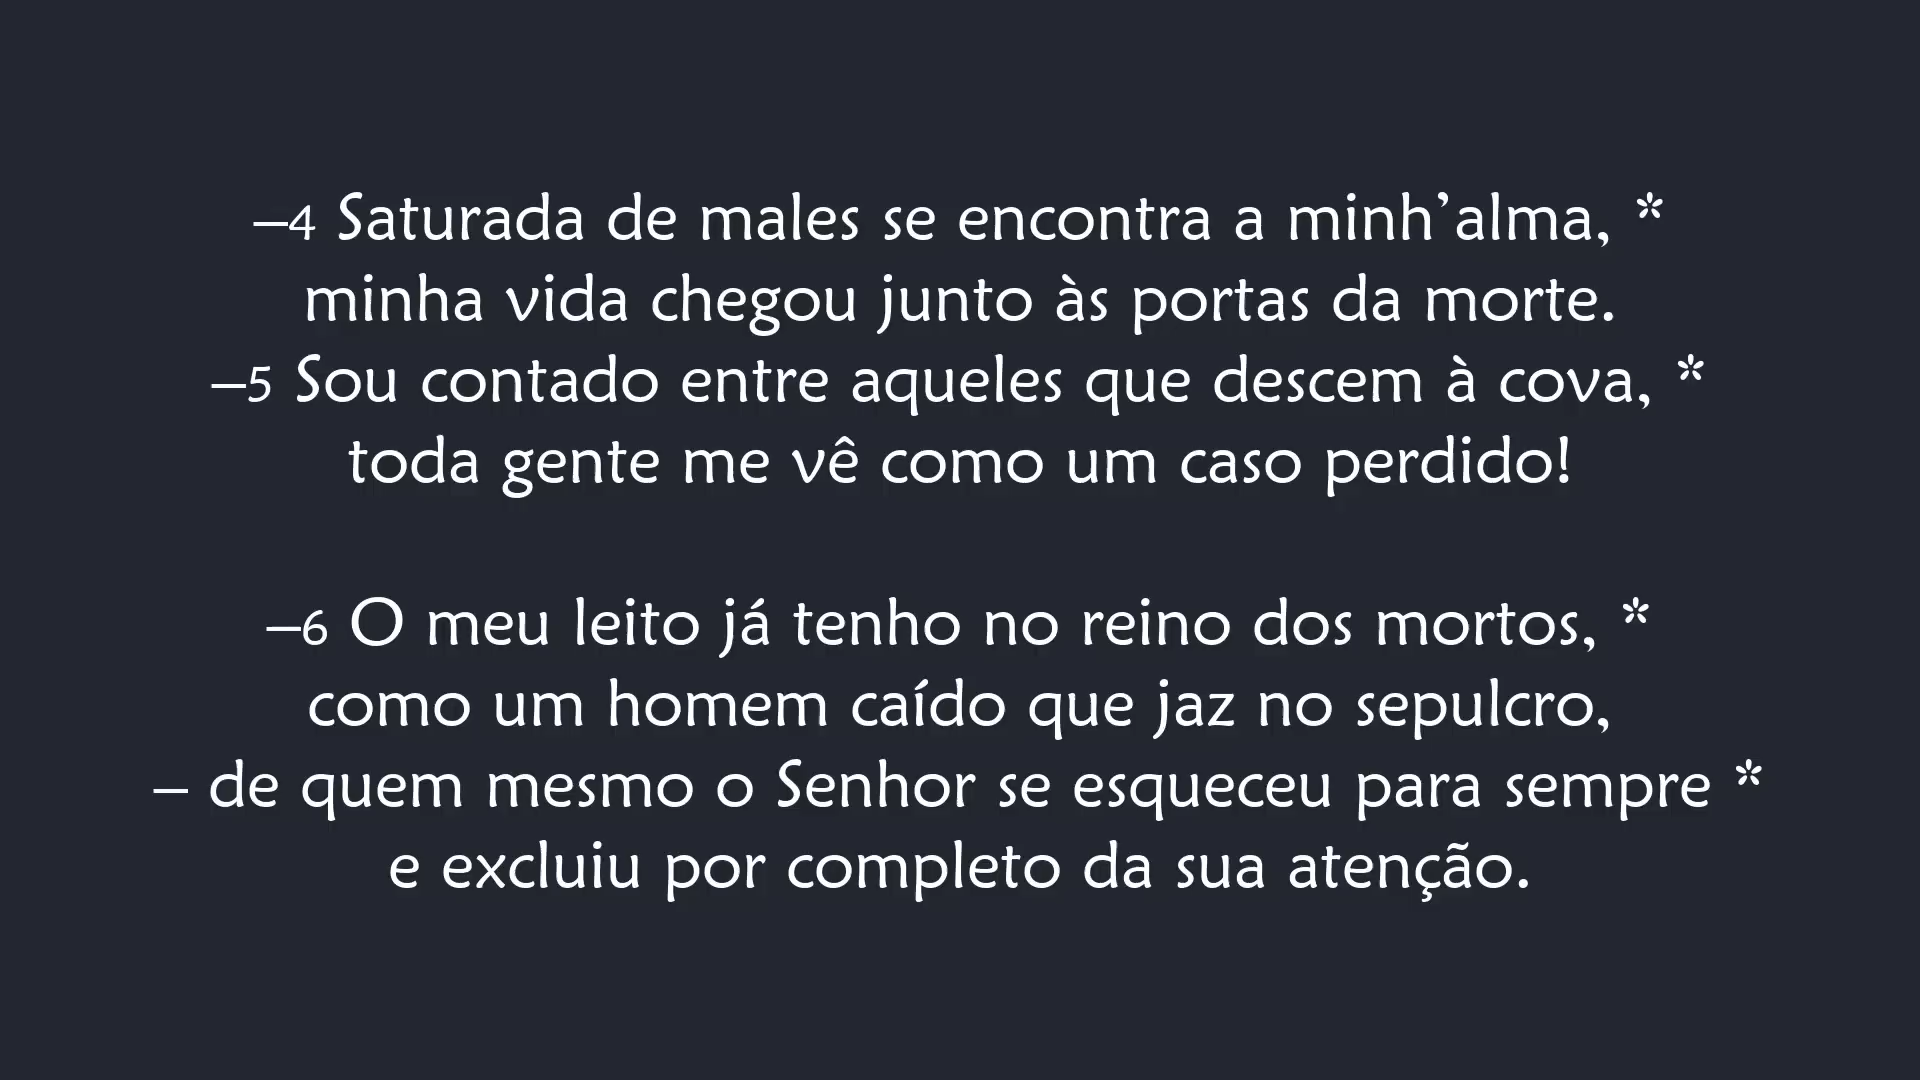 –4 Saturada de males se encontra a minh’alma, *
minha vida chegou junto às portas da morte.
–5 Sou contado entre aqueles que descem à cova, *
toda gente me vê como um caso perdido!
–6 O meu leito já tenho no reino dos mortos, *
como um homem caído que jaz no sepulcro,
– de quem mesmo o Senhor se esqueceu para sempre *
e excluiu por completo da sua atenção.